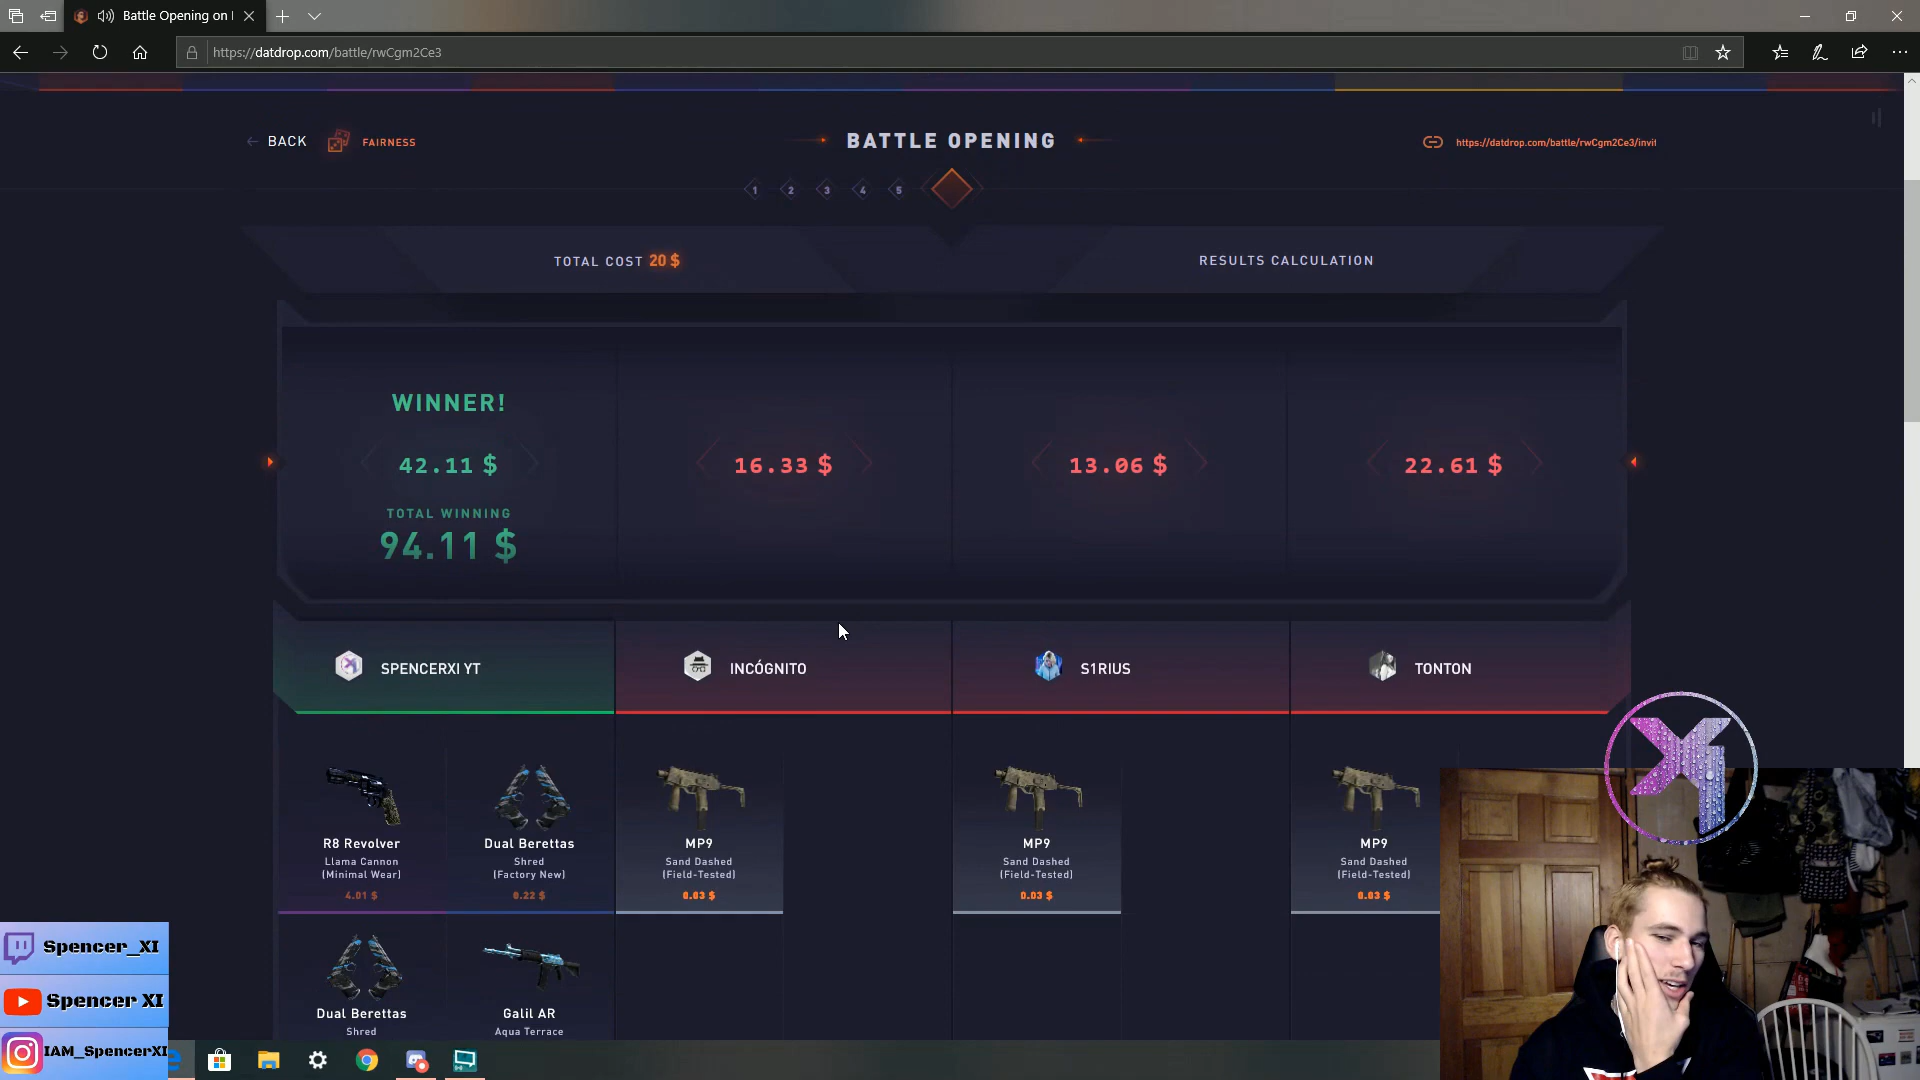 Battle Opening on
https://datdrop.com/battle/rwCgm2Ce3
BACK
FAIRNESS
BATTLE OPENING
https://datdrop.com/battle/rwCgm2Ce3/invit
1 2 3 4 5
TOTAL COST 20 $
RESULTS CALCULATION
WINNER!
42.11 $
16.33 $
13.06 $
22.61 $
TOTAL WINNING
94.11 $
SPENCERXI YT
INCÓGNITO
S1RIUS
TONTON
R8 Revolver
Llama Cannon
(Minimal Wear)
4.01 $
Dual Berettas
Shred
(Factory New)
0.22 $
MP9
Sand Dashed
(Field-Tested)
0.03 $
MP9
Sand Dashed
(Field-Tested)
0.03 $
MP9
Sand Dashed
(Field-Tested)
0.03 $
Dual Berettas
Shred
Galil AR
Aqua Terrace
XI
Spencer_XI
Spencer XI
IAM_SpencerXI